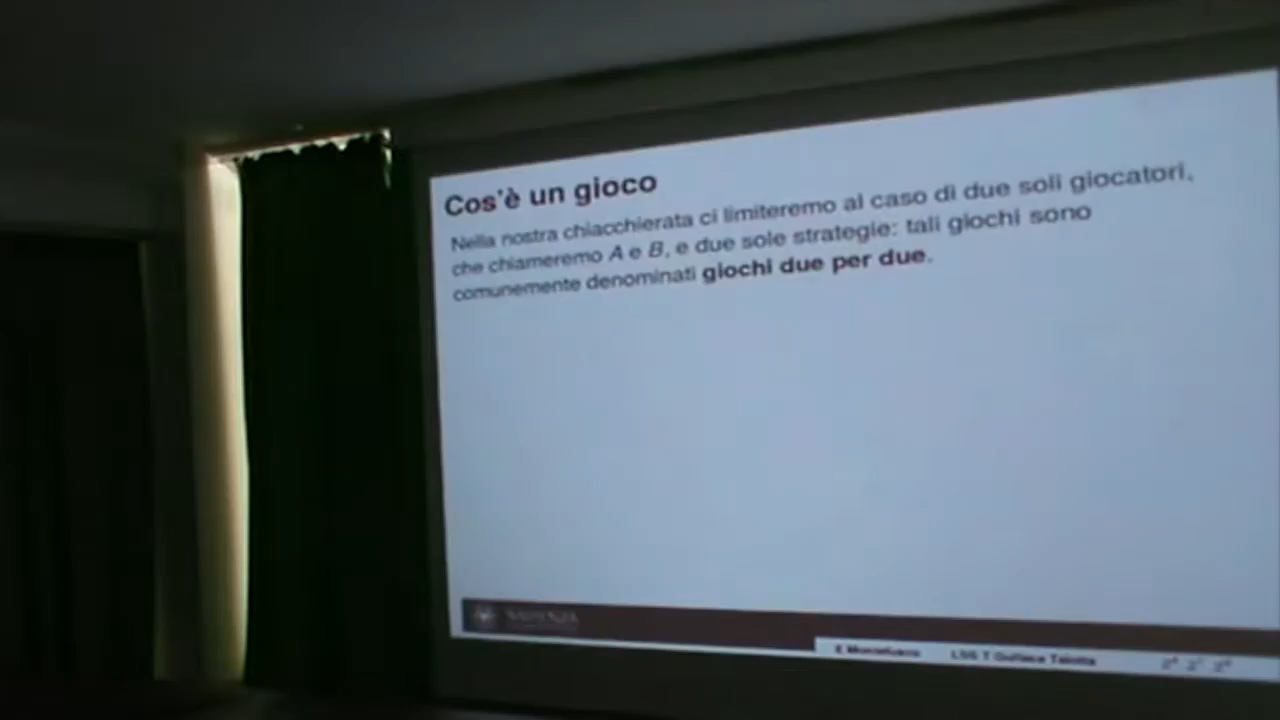 Cos'è un gioco
Nella nostra chiacchierata ci limiteremo al caso di due soli giocatori,
che chiameremo A e B, e due sole strategie: tali giochi sono
comunemente denominati giochi due per due.
SAPIENZA